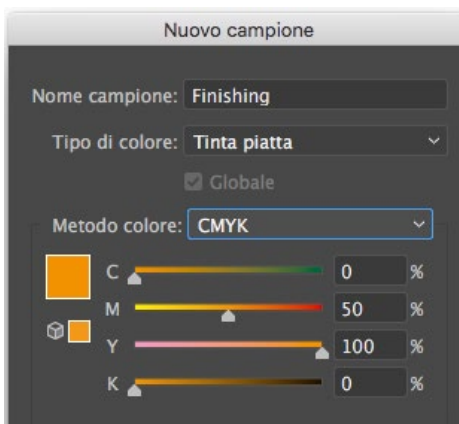 Nuovo campione
Nome campione: Finishing
Tipo di colore: Tinta piatta
Globale
Metodo colore: CMYK
C 0 %
M 50 %
Y 100 %
K 0 %